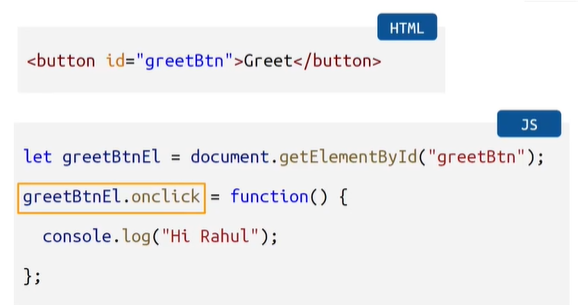 HTML
<button id="greetBtn">Greet</button>
JS
let greetBtnEl = document.getElementById("greetBtn");
greetBtnEl.onclick = function() {
console.log("Hi Rahul");
};